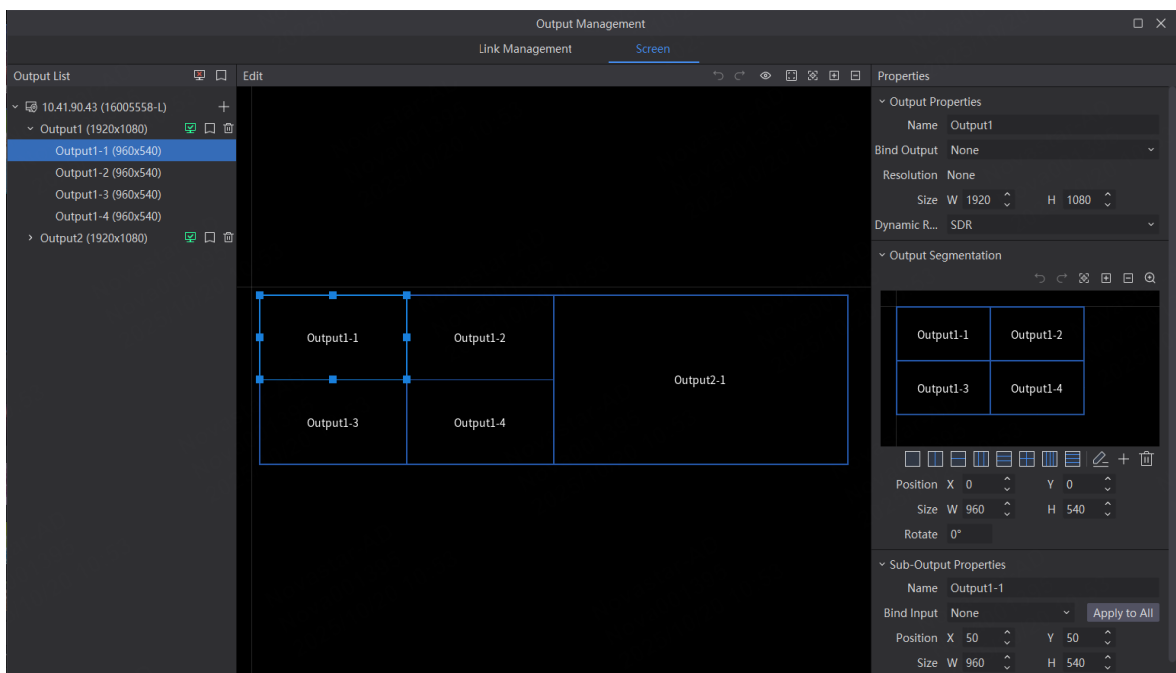 Output Management
Link Management Screen
Output List
10.41.90.43 (16005558-L)
Output1 (1920x1080)
Output1-1 (960x540)
Output1-2 (960x540)
Output1-3 (960x540)
Output1-4 (960x540)
Output2 (1920x1080)
Edit
Output1-1 Output1-2
Output2-1
Output1-3 Output1-4
Properties
Output Properties
Name Output1
Bind Output None
Resolution None
Size W 1920 H 1080
Dynamic R... SDR
Output Segmentation
Output1-1 Output1-2
Output1-3 Output1-4
Position X 0 Y 0
Size W 960 H 540
Rotate 0°
Sub-Output Properties
Name Output1-1
Bind Input None Apply to All
Position X 50 Y 50
Size W 960 H 540